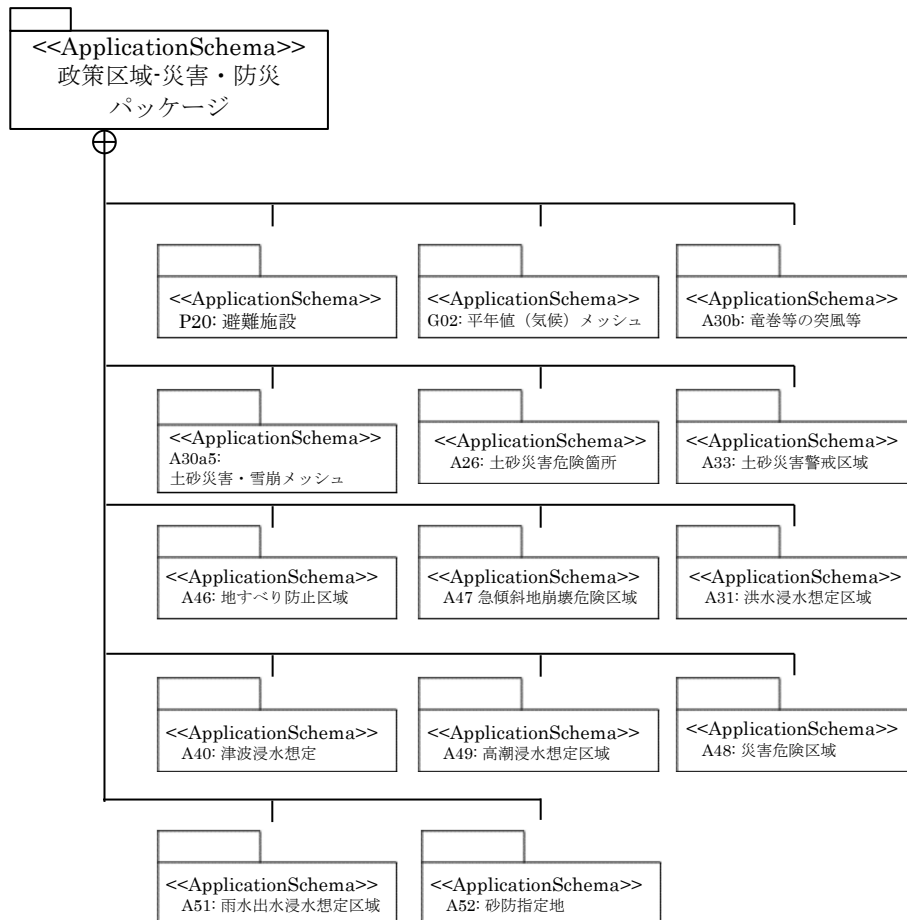 <<ApplicationSchema>>
政策区域-災害・防災
パッケージ
<<ApplicationSchema>>
P20: 避難施設
<<ApplicationSchema>>
G02: 平年値（気候）メッシュ
<<ApplicationSchema>>
A30b: 竜巻等の突風等
<<ApplicationSchema>>
A30a5:
土砂災害・雪崩メッシュ
<<ApplicationSchema>>
A26: 土砂災害危険箇所
<<ApplicationSchema>>
A33: 土砂災害警戒区域
<<ApplicationSchema>>
A46: 地すべり防止区域
<<ApplicationSchema>>
A47 急傾斜地崩壊危険区域
<<ApplicationSchema>>
A31: 洪水浸水想定区域
<<ApplicationSchema>>
A40: 津波浸水想定
<<ApplicationSchema>>
A49: 高潮浸水想定区域
<<ApplicationSchema>>
A48: 災害危険区域
<<ApplicationSchema>>
A51: 雨水出水浸水想定区域
<<ApplicationSchema>>
A52: 砂防指定地